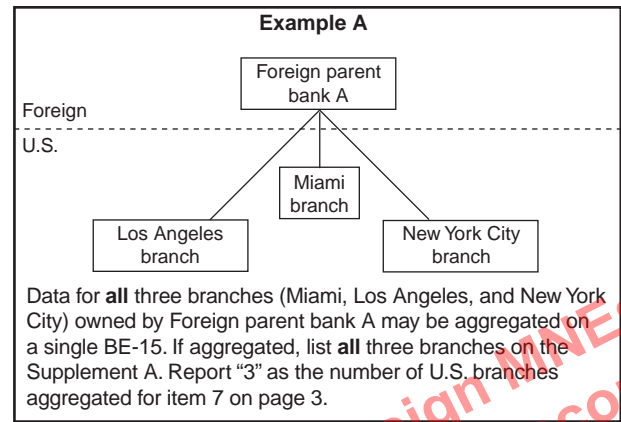 Example A
Foreign parent
bank A
Foreign
U.S.
Miami
branch
Los Angeles
branch
New York City
branch
Data for all three branches (Miami, Los Angeles, and New York
City) owned by Foreign parent bank A may be aggregated on
a single BE-15. If aggregated, list all three branches on the
Supplement A. Report “3” as the number of U.S. branches
aggregated for item 7 on page 3.
MNEs